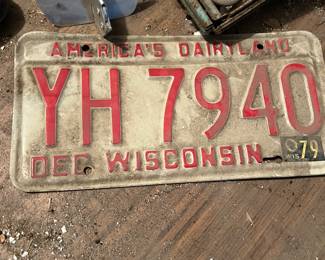 AMERICA'S DAIRYLAND
YH 7940
DEC WISCONSIN 79